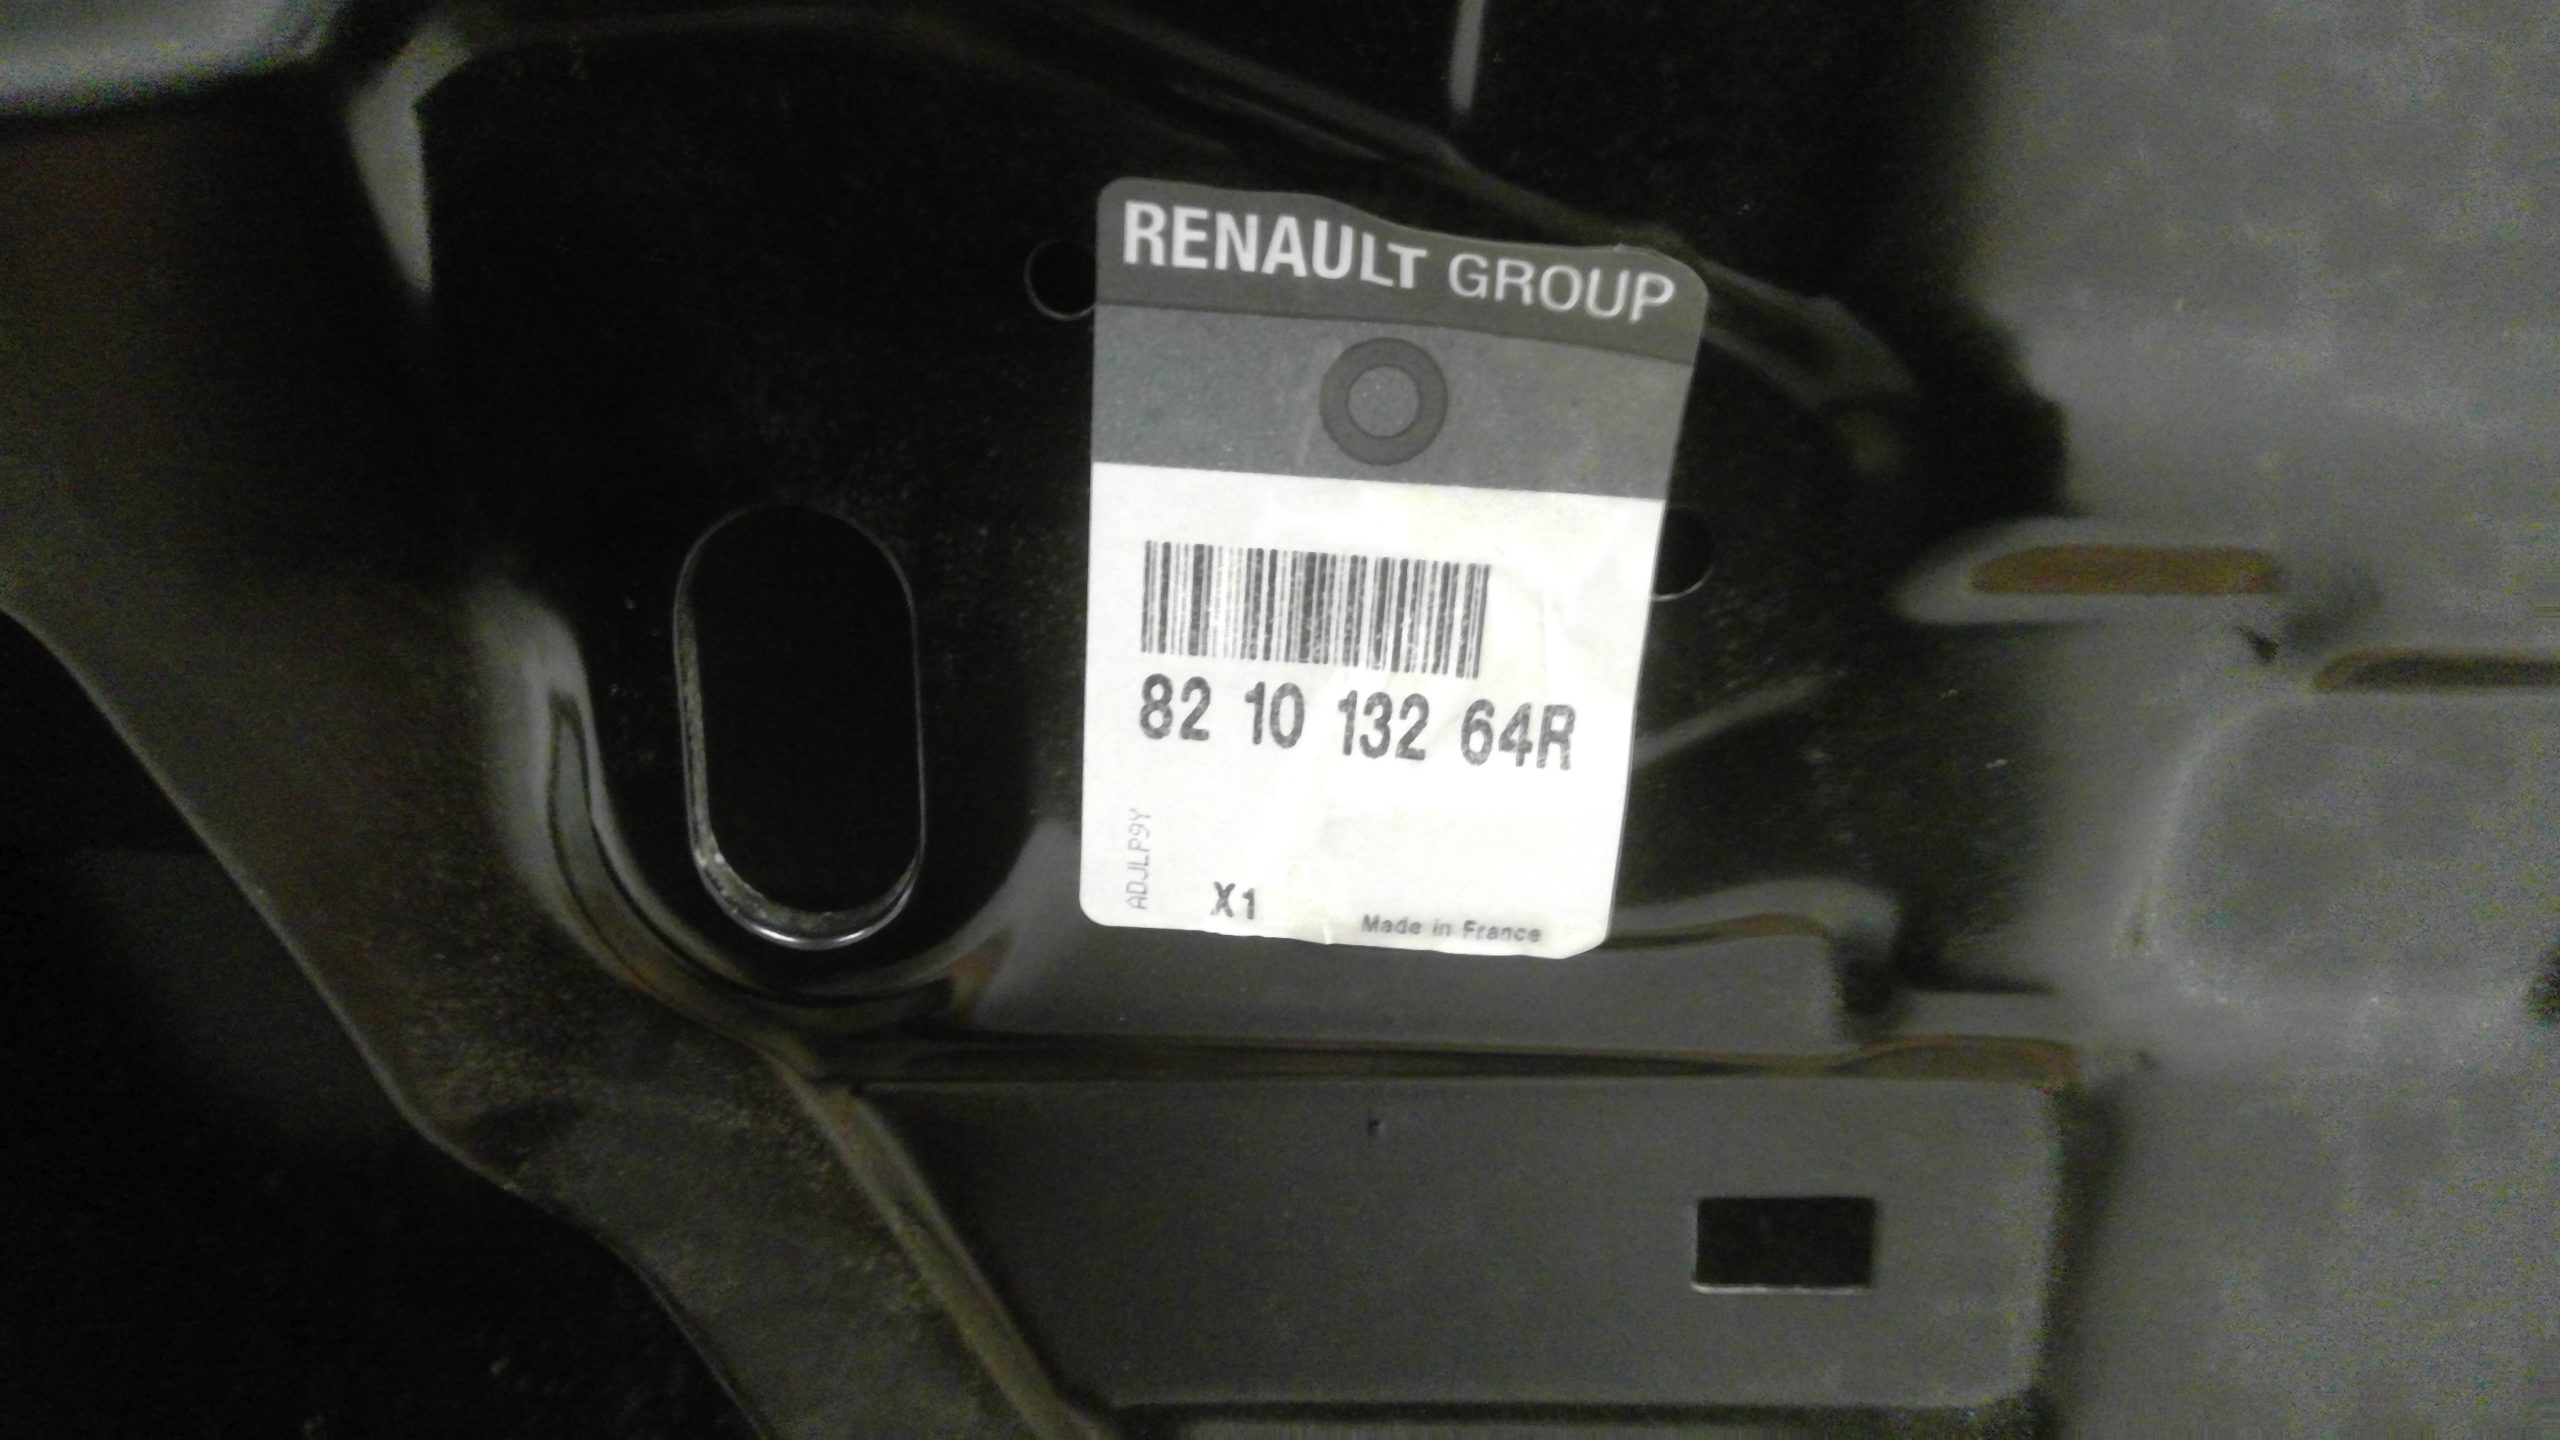 RENAULT GROUP
82 10 132 64R
ADJLP9Y
X1
Made in France